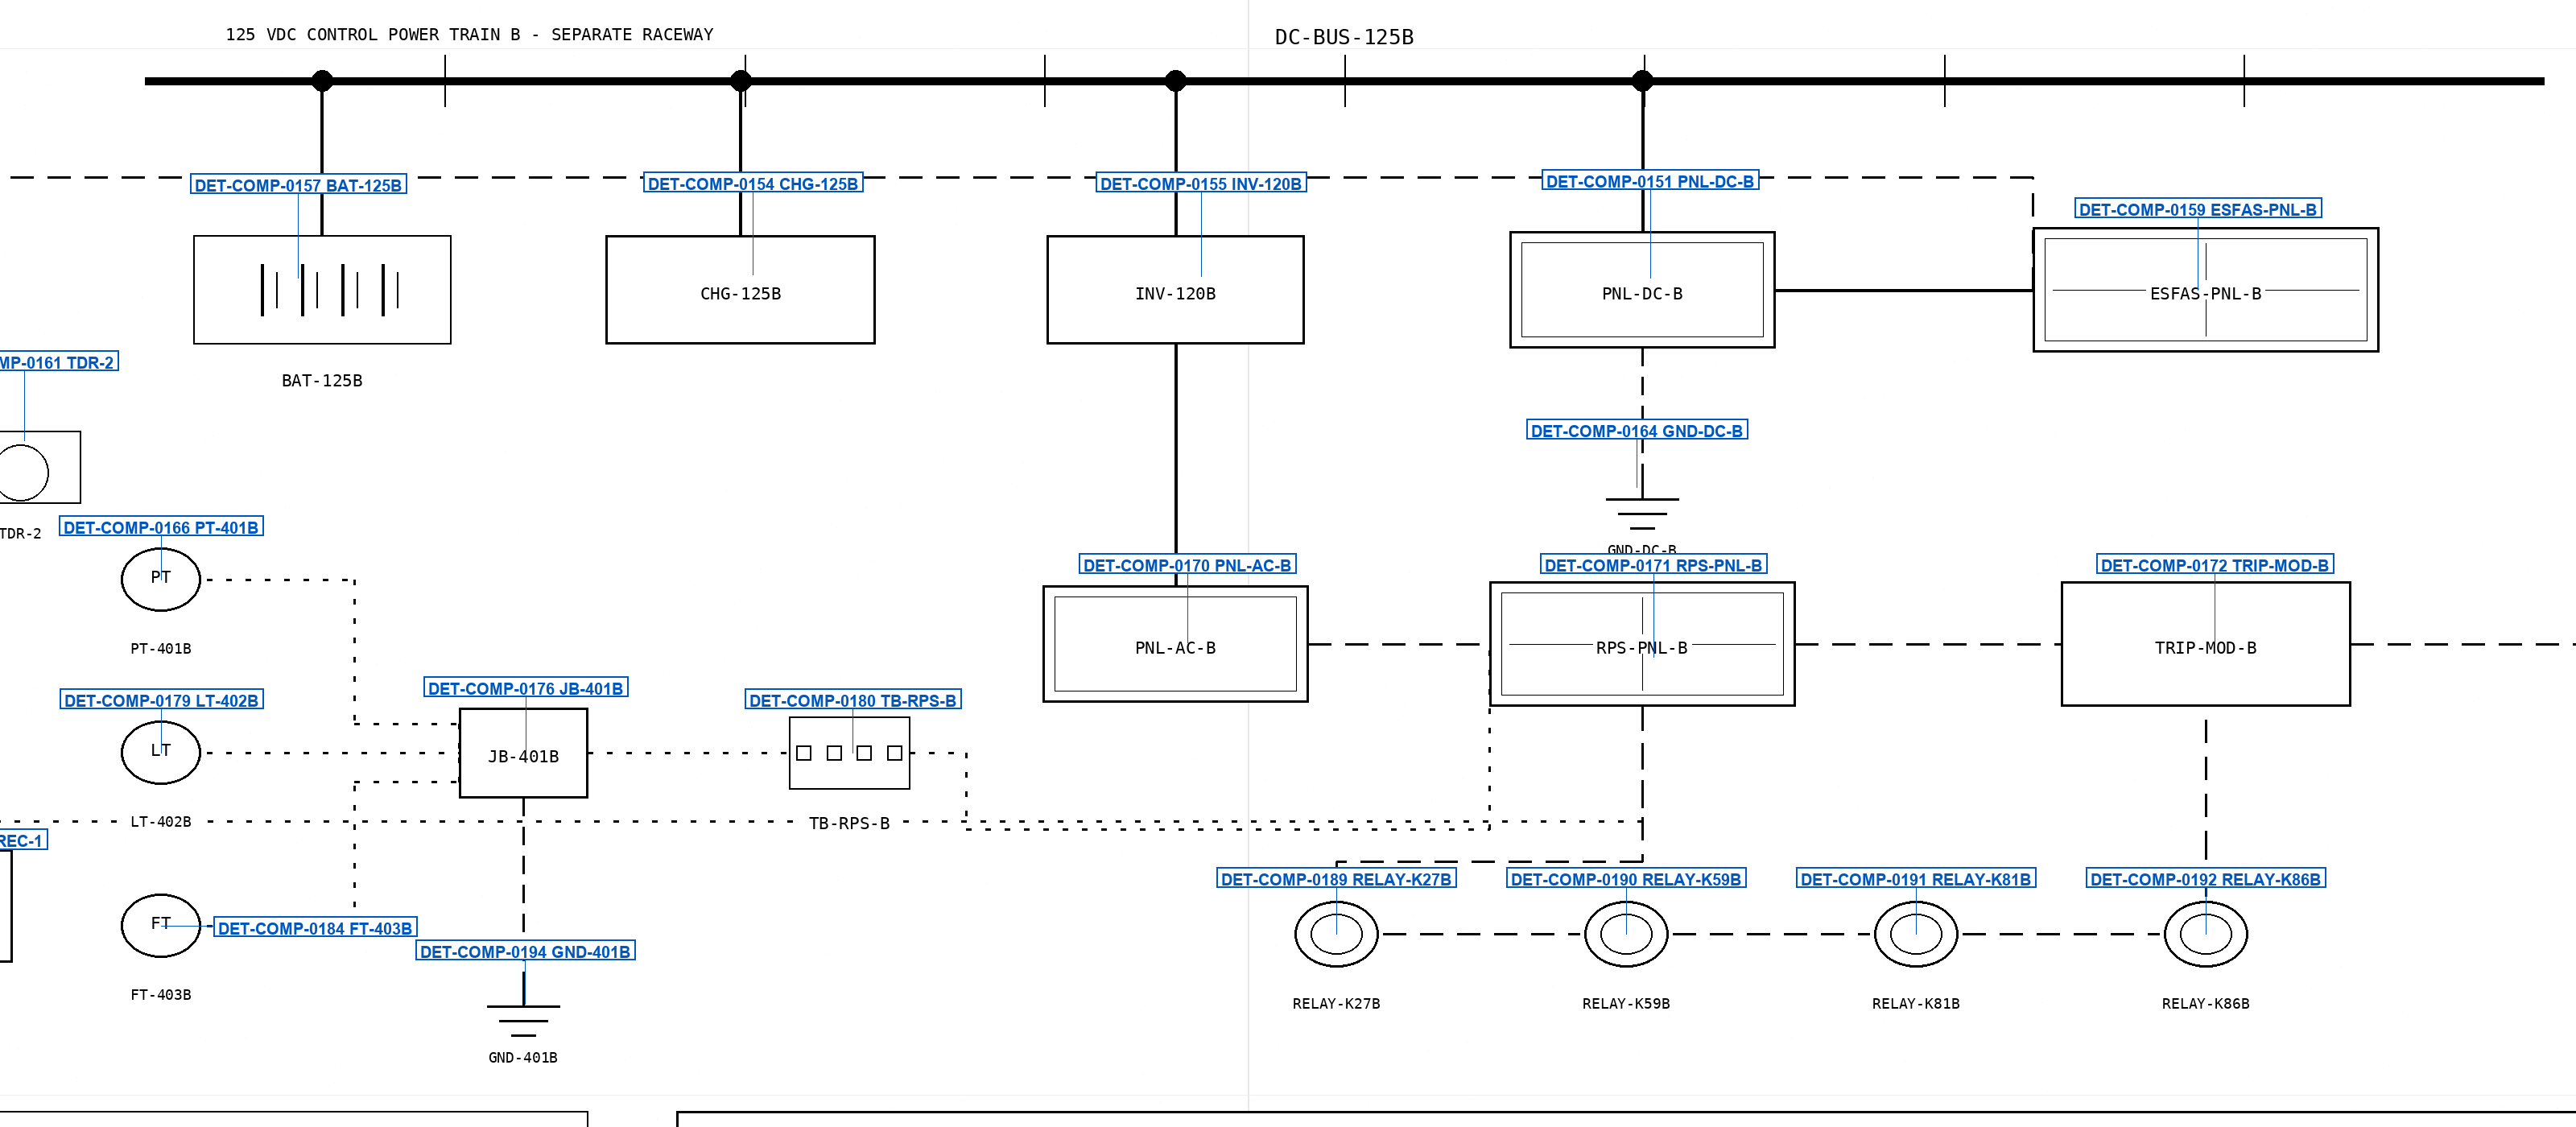 125 VDC CONTROL POWER TRAIN B - SEPARATE RACEWAY
DC-BUS-125B
DET-COMP-0157 BAT-125B
DET-COMP-0154 CHG-125B
DET-COMP-0155 INV-120B
DET-COMP-0151 PNL-DC-B
DET-COMP-0159 ESFAS-PNL-B
CHG-125B
INV-120B
PNL-DC-B
ESFAS-PNL-B
BAT-125B
MP-0161 TDR-2
DET-COMP-0164 GND-DC-B
TDR-2
DET-COMP-0166 PT-401B
GND-DC-B
DET-COMP-0170 PNL-AC-B
DET-COMP-0171 RPS-PNL-B
DET-COMP-0172 TRIP-MOD-B
PT
PT-401B
PNL-AC-B
RPS-PNL-B
TRIP-MOD-B
DET-COMP-0179 LT-402B
DET-COMP-0176 JB-401B
DET-COMP-0180 TB-RPS-B
LT
JB-401B
LT-402B
TB-RPS-B
REC-1
DET-COMP-0189 RELAY-K27B
DET-COMP-0190 RELAY-K59B
DET-COMP-0191 RELAY-K81B
DET-COMP-0192 RELAY-K86B
FT
DET-COMP-0184 FT-403B
DET-COMP-0194 GND-401B
FT-403B
RELAY-K27B
RELAY-K59B
RELAY-K81B
RELAY-K86B
GND-401B